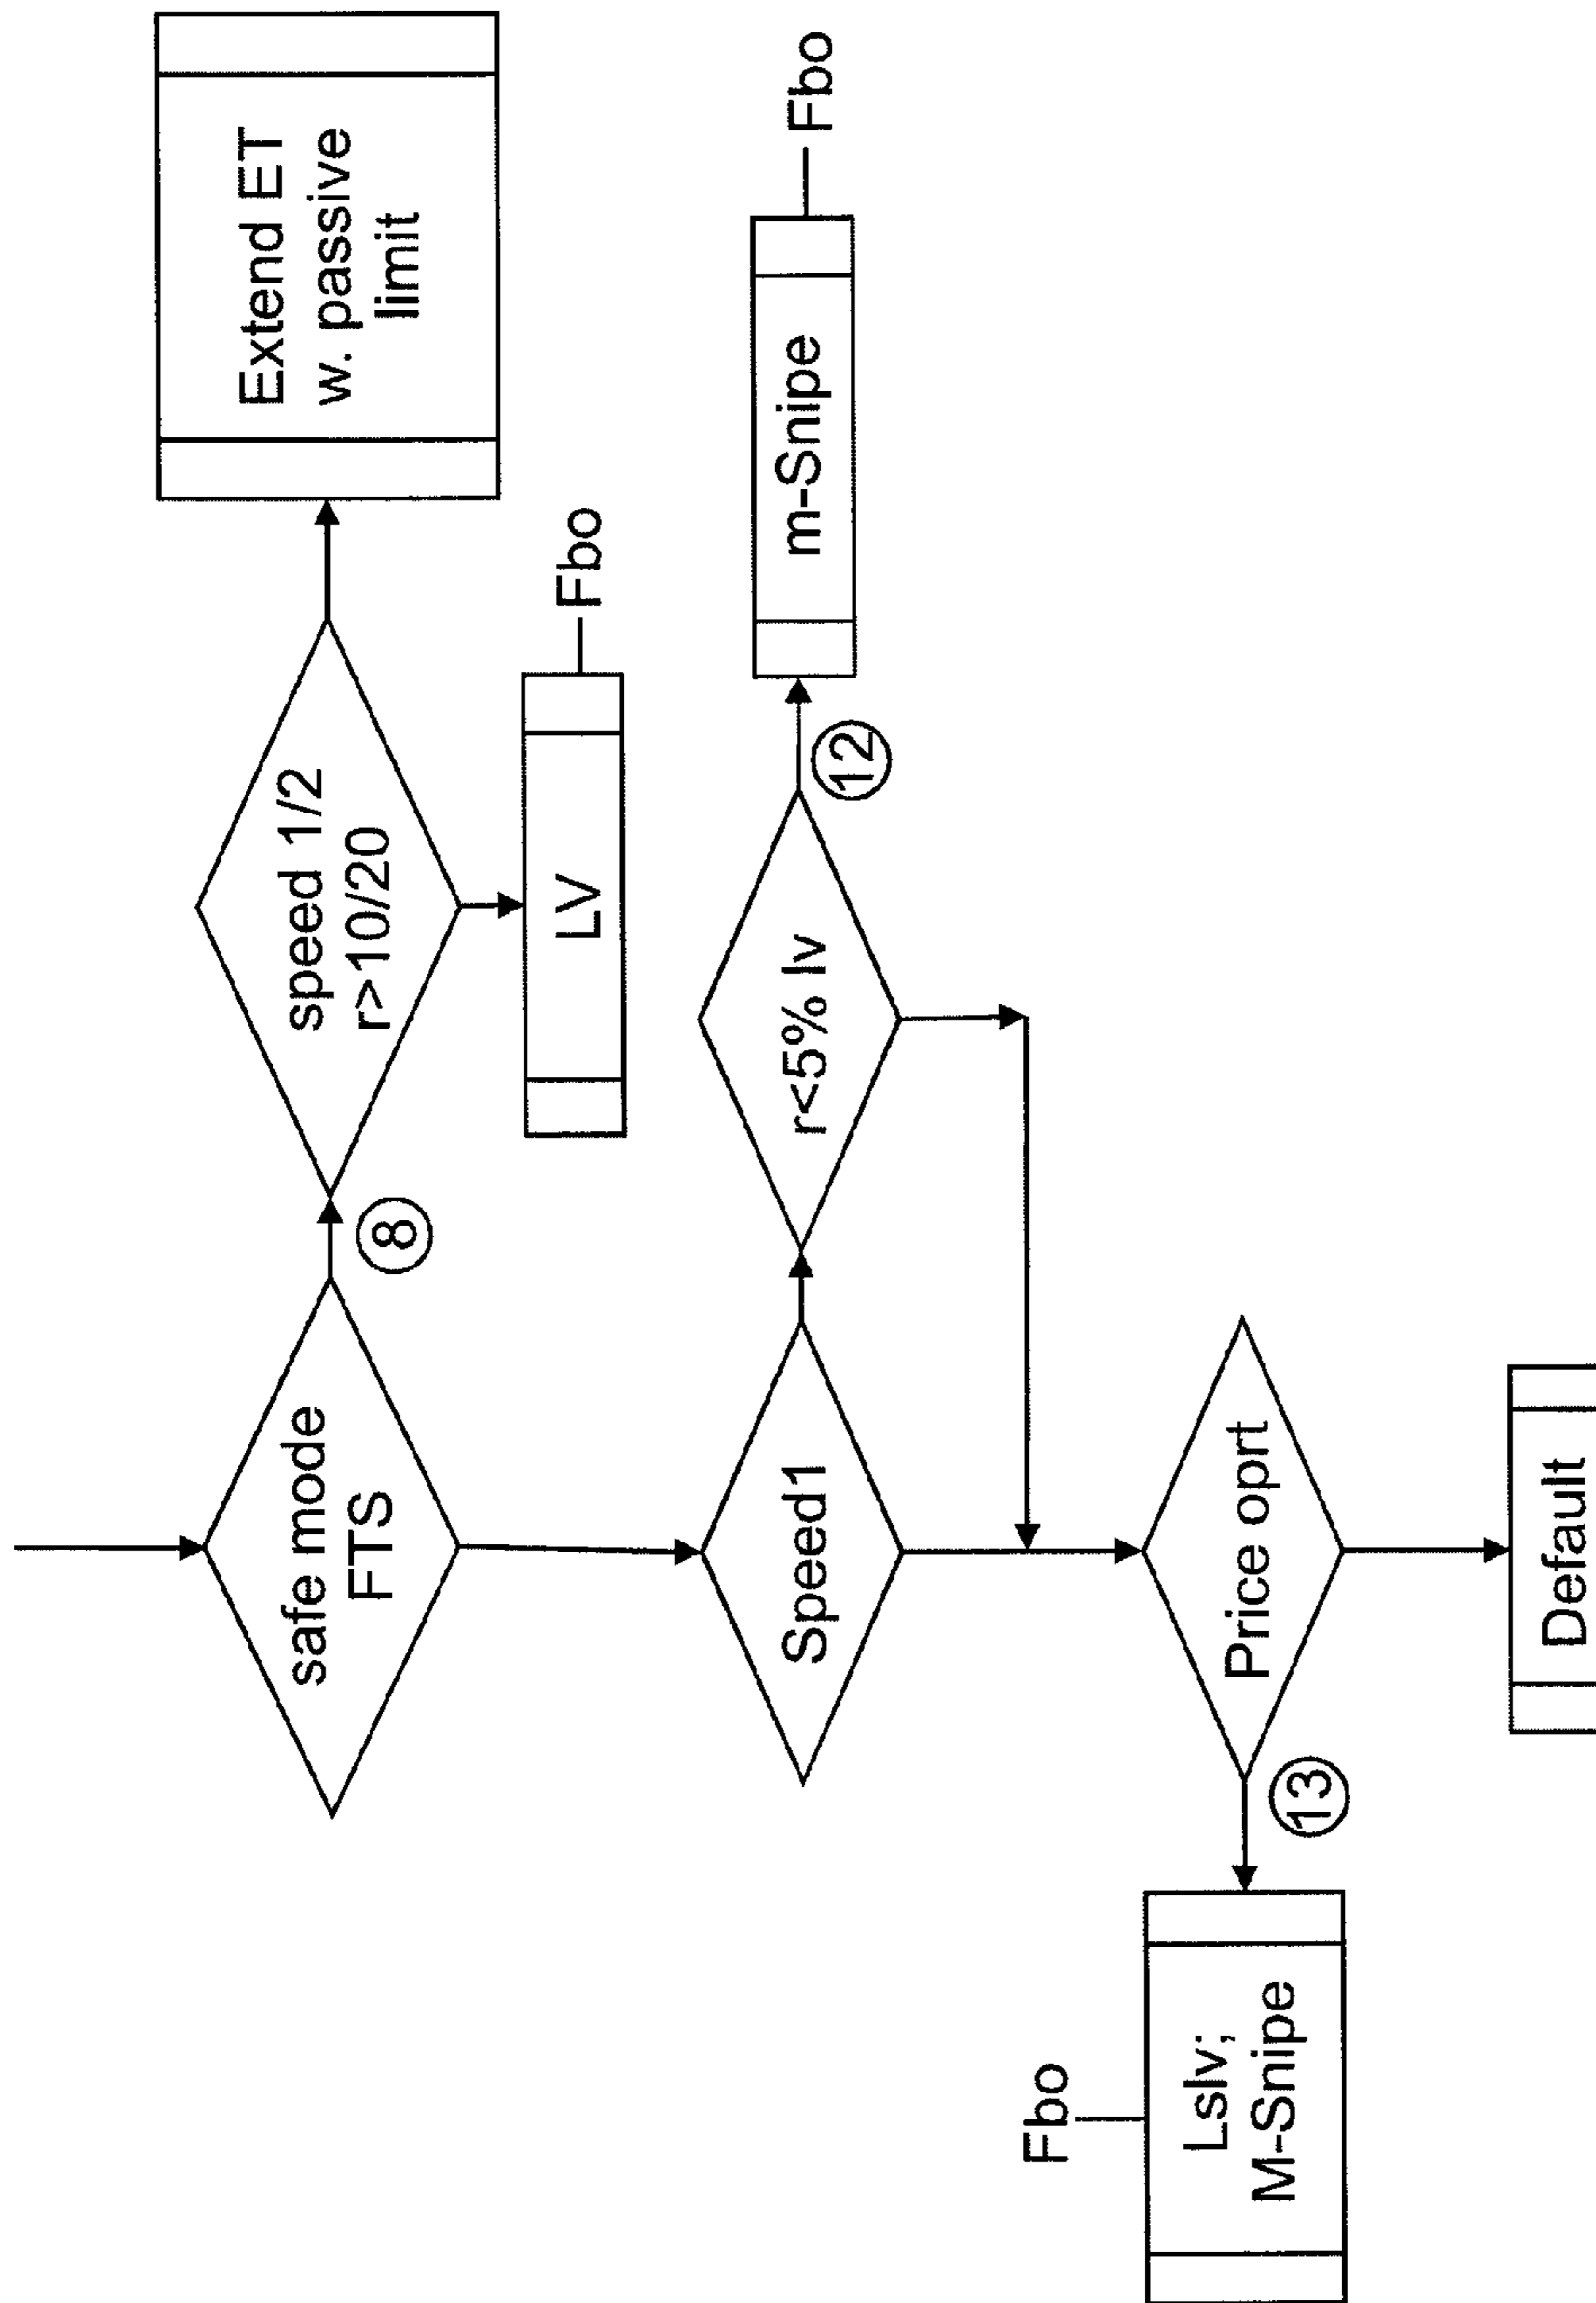 safe mode
FTS
8
speed 1/2
r>10/20
Extend ET
w. passive
limit
LV
Fbo
Speed1
r<5% lv
12
m-Snipe
Fbo
Price oprt
13
Lslv;
M-Snipe
Fbo
Default